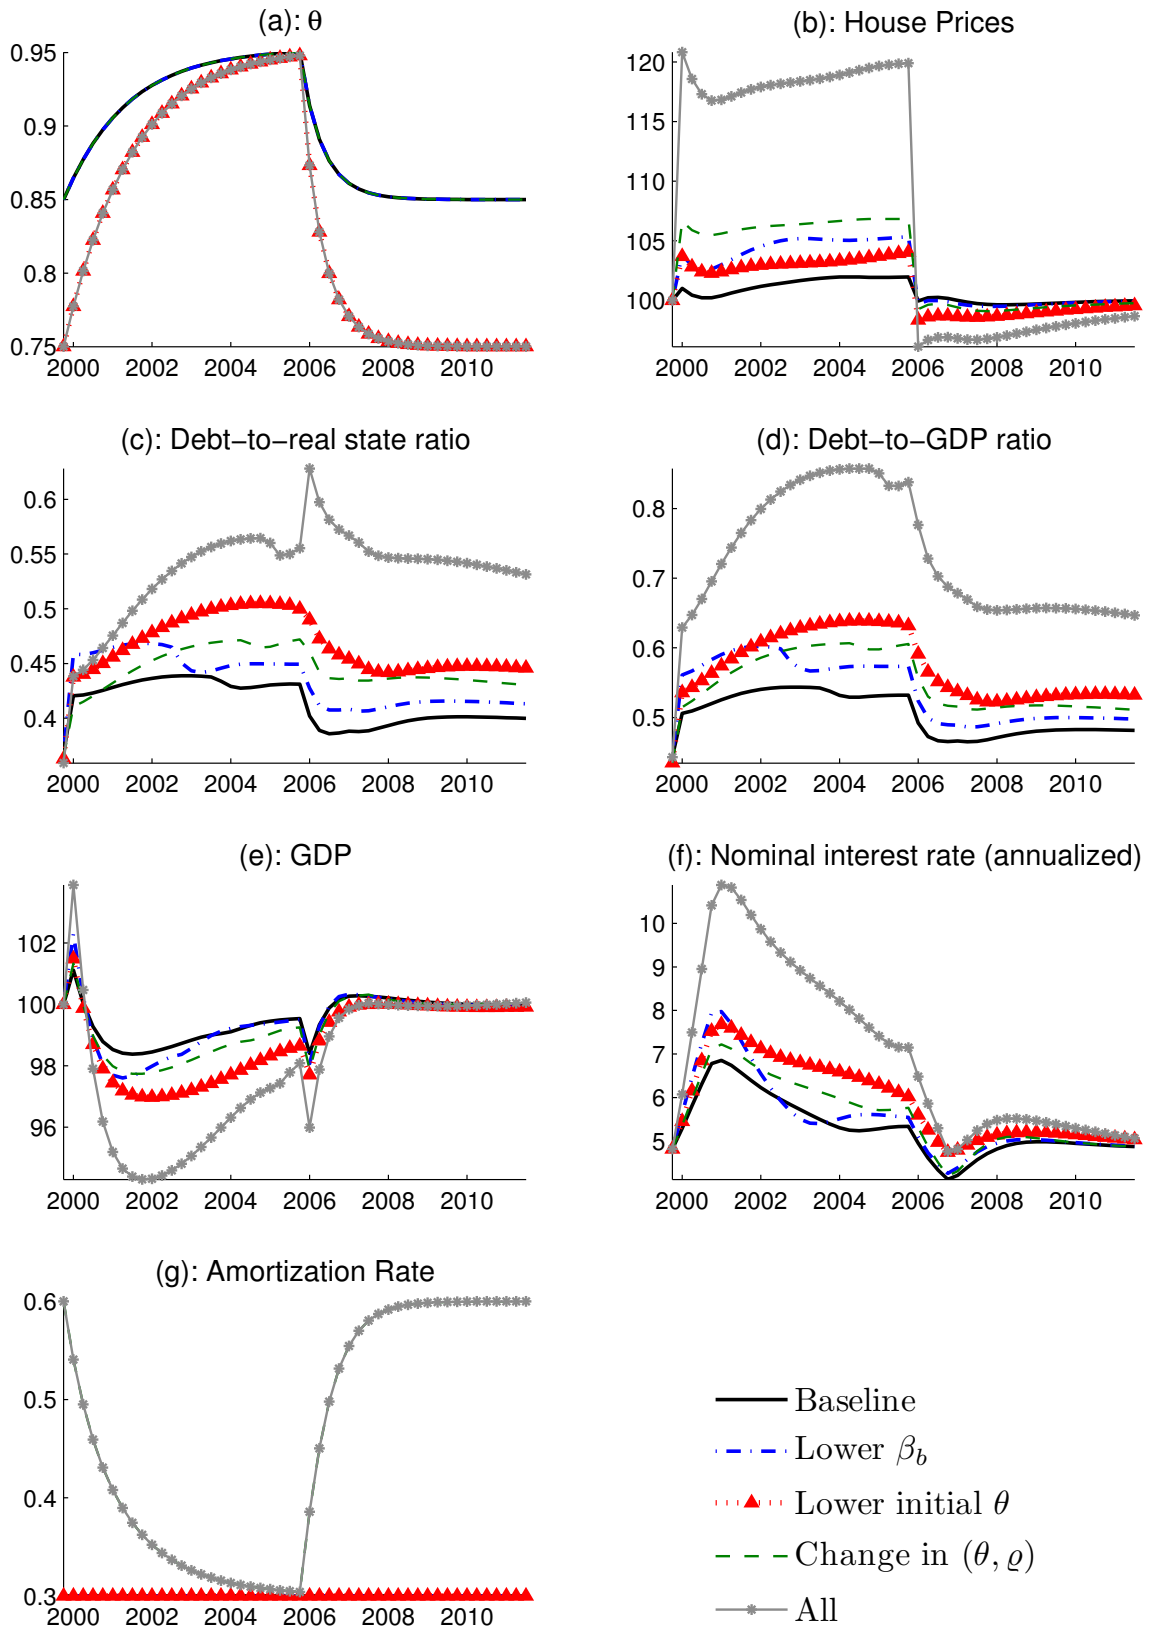 (a): θ
0.95
0.9
0.85
0.8
0.75
2000 2002 2004 2006 2008 2010
(b): House Prices
120
115
110
105
100
2000 2002 2004 2006 2008 2010
(c): Debt−to−real state ratio
0.6
0.55
0.5
0.45
0.4
2000 2002 2004 2006 2008 2010
(d): Debt−to−GDP ratio
0.8
0.7
0.6
0.5
2000 2002 2004 2006 2008 2010
(e): GDP
102
100
98
96
2000 2002 2004 2006 2008 2010
(f): Nominal interest rate (annualized)
10
9
8
7
6
5
2000 2002 2004 2006 2008 2010
(g): Amortization Rate
0.6
0.5
0.4
0.3
2000 2002 2004 2006 2008 2010
Baseline
Lower β_b
Lower initial θ
Change in (θ, ϱ)
All